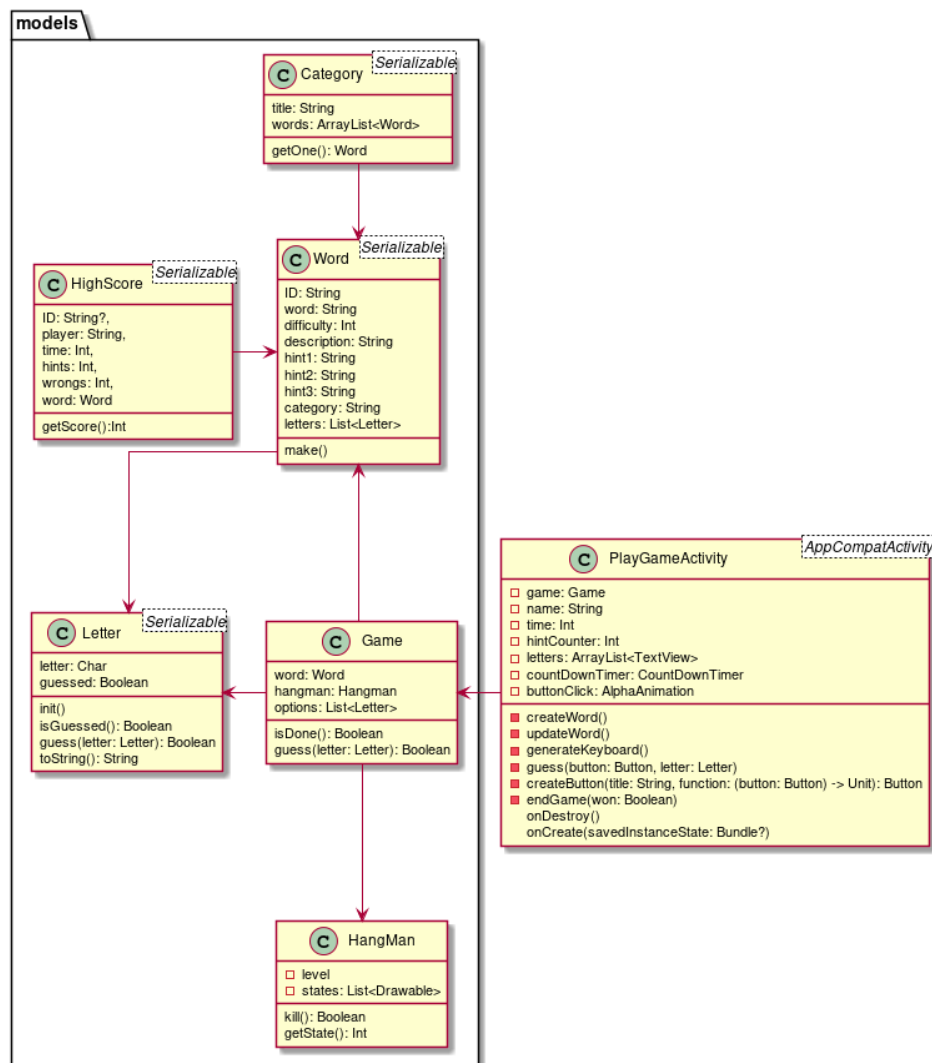 models
Serializable
C Category
title: String
words: ArrayList<Word>
getOne(): Word
Serializable
C Word
ID: String
word: String
difficulty: Int
description: String
hint1: String
hint2: String
hint3: String
category: String
letters: List<Letter>
make()
Serializable
C HighScore
ID: String?,
player: String,
time: Int,
hints: Int,
wrongs: Int,
word: Word
getScore():Int
Serializable
C Letter
letter: Char
guessed: Boolean
init()
isGuessed(): Boolean
guess(letter: Letter): Boolean
toString(): String
C Game
word: Word
hangman: Hangman
options: List<Letter>
isDone(): Boolean
guess(letter: Letter): Boolean
AppCompatActivity
C PlayGameActivity
game: Game
name: String
time: Int
hintCounter: Int
letters: ArrayList<TextView>
countDownTimer: CountDownTimer
buttonClick: AlphaAnimation
createWord()
updateWord()
generateKeyboard()
guess(button: Button, letter: Letter)
createButton(title: String, function: (button: Button) -> Unit): Button
endGame(won: Boolean)
onDestroy()
onCreate(savedInstanceState: Bundle?)
C HangMan
level
states: List<Drawable>
kill(): Boolean
getState(): Int